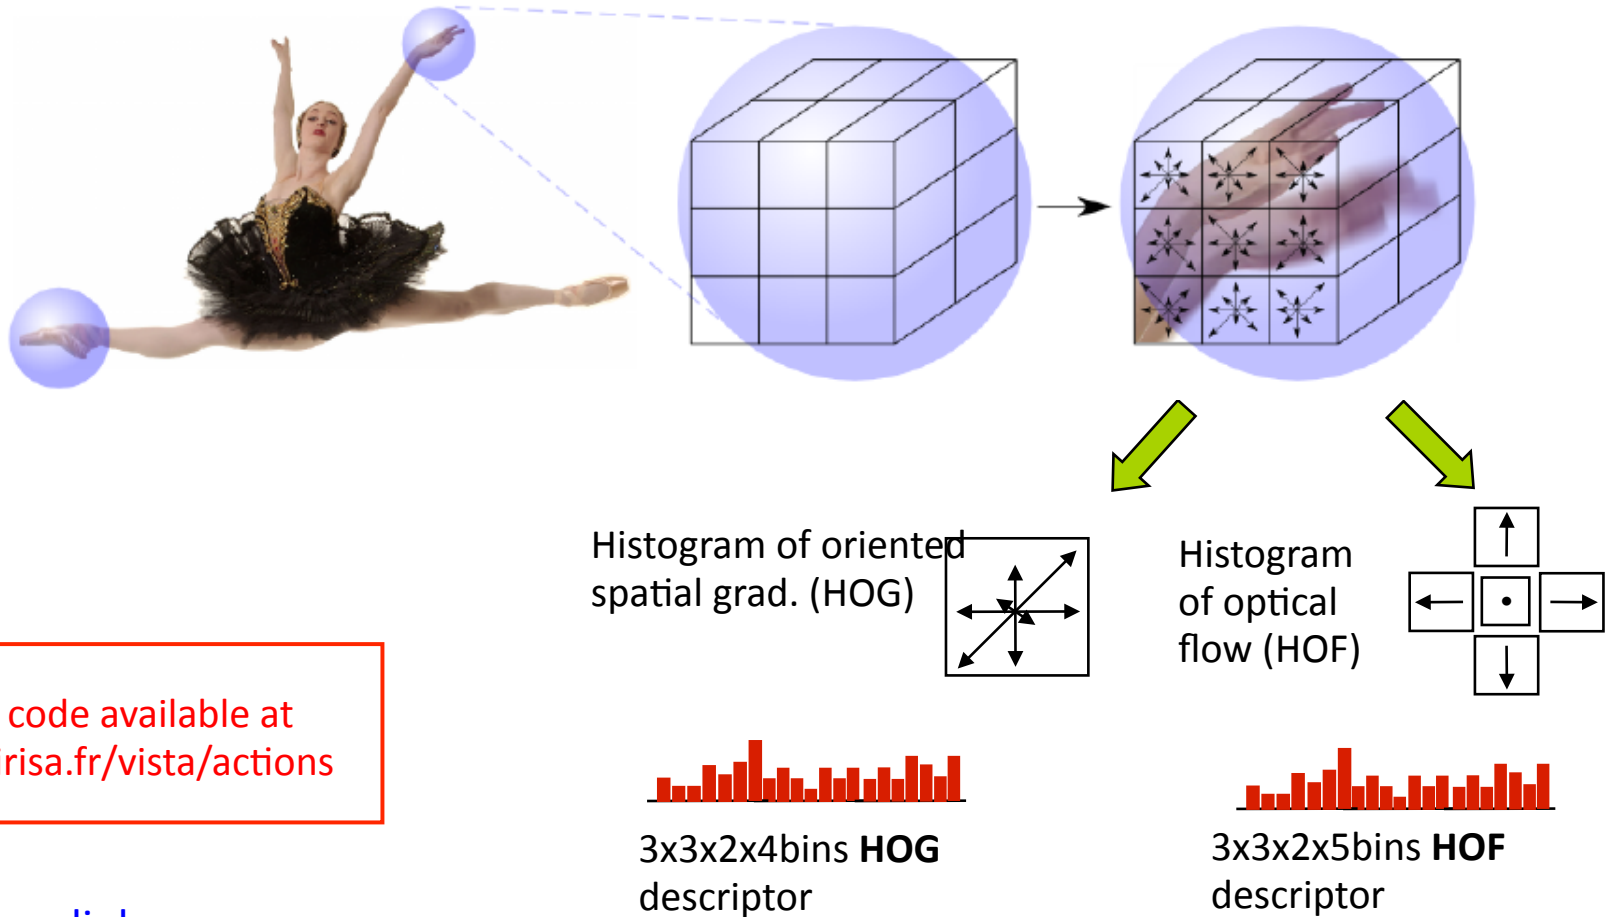 Histogram of oriented
spatial grad. (HOG)
Histogram
of optical
flow (HOF)
code available at
irisa.fr/vista/actions
3x3x2x4bins HOG
descriptor
3x3x2x5bins HOF
descriptor